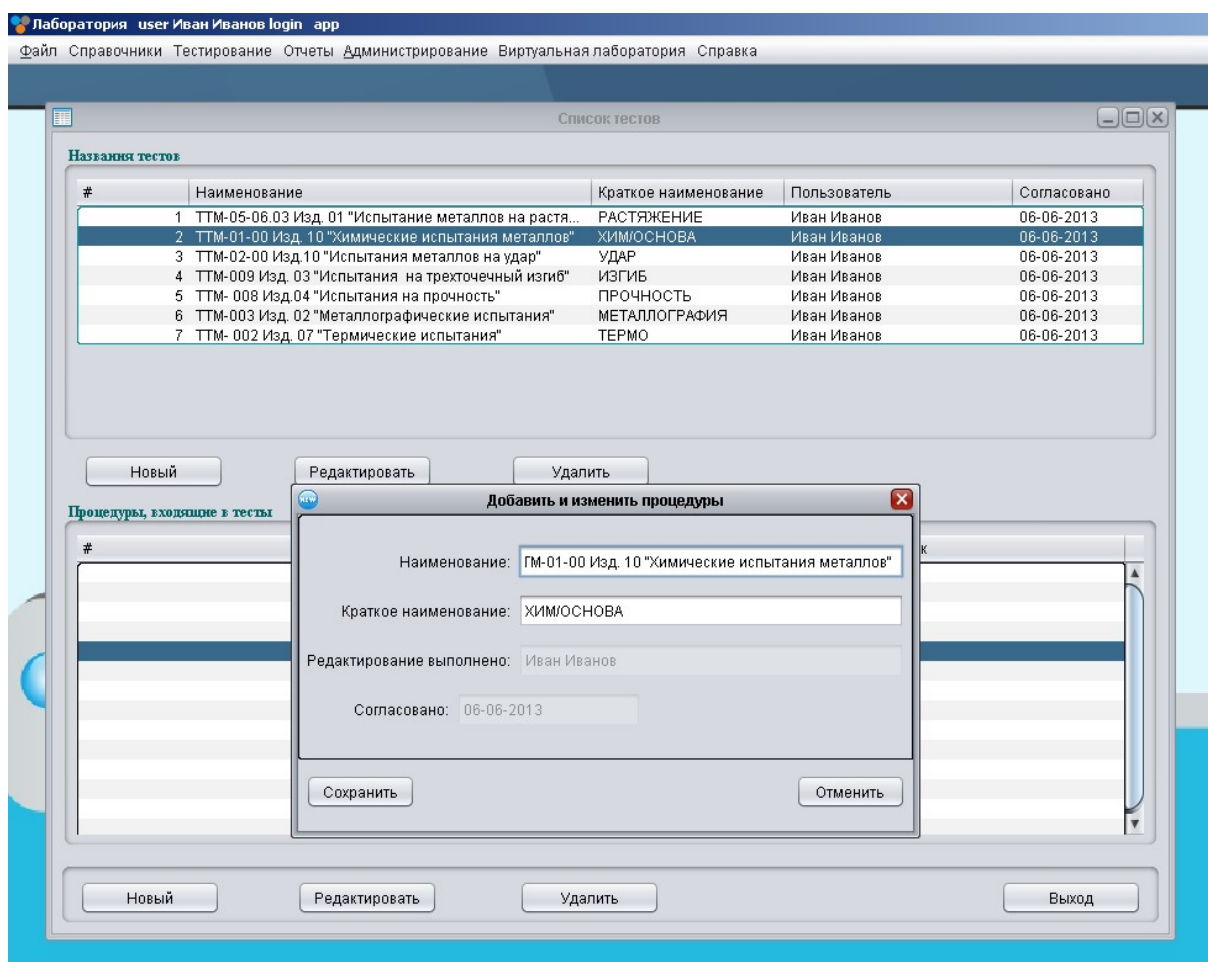 Лаборатория user Иван Иванов login app
Файл Справочники Тестирование Отчеты Администрирование Виртуальная лаборатория Справка
Список тестов
Названия тестов
# Наименование Краткое наименование Пользователь Согласовано
1 ТТМ-05-06.03 Изд. 01 "Испытание металлов на растя... РАСТЯЖЕНИЕ Иван Иванов 06-06-2013
2 ТТМ-01-00 Изд. 10 "Химические испытания металлов" ХИМ/ОСНОВА Иван Иванов 06-06-2013
3 ТТМ-02-00 Изд.10 "Испытания металлов на удар" УДАР Иван Иванов 06-06-2013
4 ТТМ-009 Изд. 03 "Испытания на трехточечный изгиб" ИЗГИБ Иван Иванов 06-06-2013
5 ТТМ- 008 Изд.04 "Испытания на прочность" ПРОЧНОСТЬ Иван Иванов 06-06-2013
6 ТТМ-003 Изд. 02 "Металлографические испытания" МЕТАЛЛОГРАФИЯ Иван Иванов 06-06-2013
7 ТТМ- 002 Изд. 07 "Термические испытания" ТЕРМО Иван Иванов 06-06-2013
Новый Редактировать Удалить
Процедуры, входящие в тесты
NEW Добавить и изменить процедуры
# к
Наименование: ТМ-01-00 Изд. 10 "Химические испытания металлов"
Краткое наименование: ХИМ/ОСНОВА
Редактирование выполнено: Иван Иванов
Согласовано: 06-06-2013
Сохранить Отменить
Новый Редактировать Удалить Выход